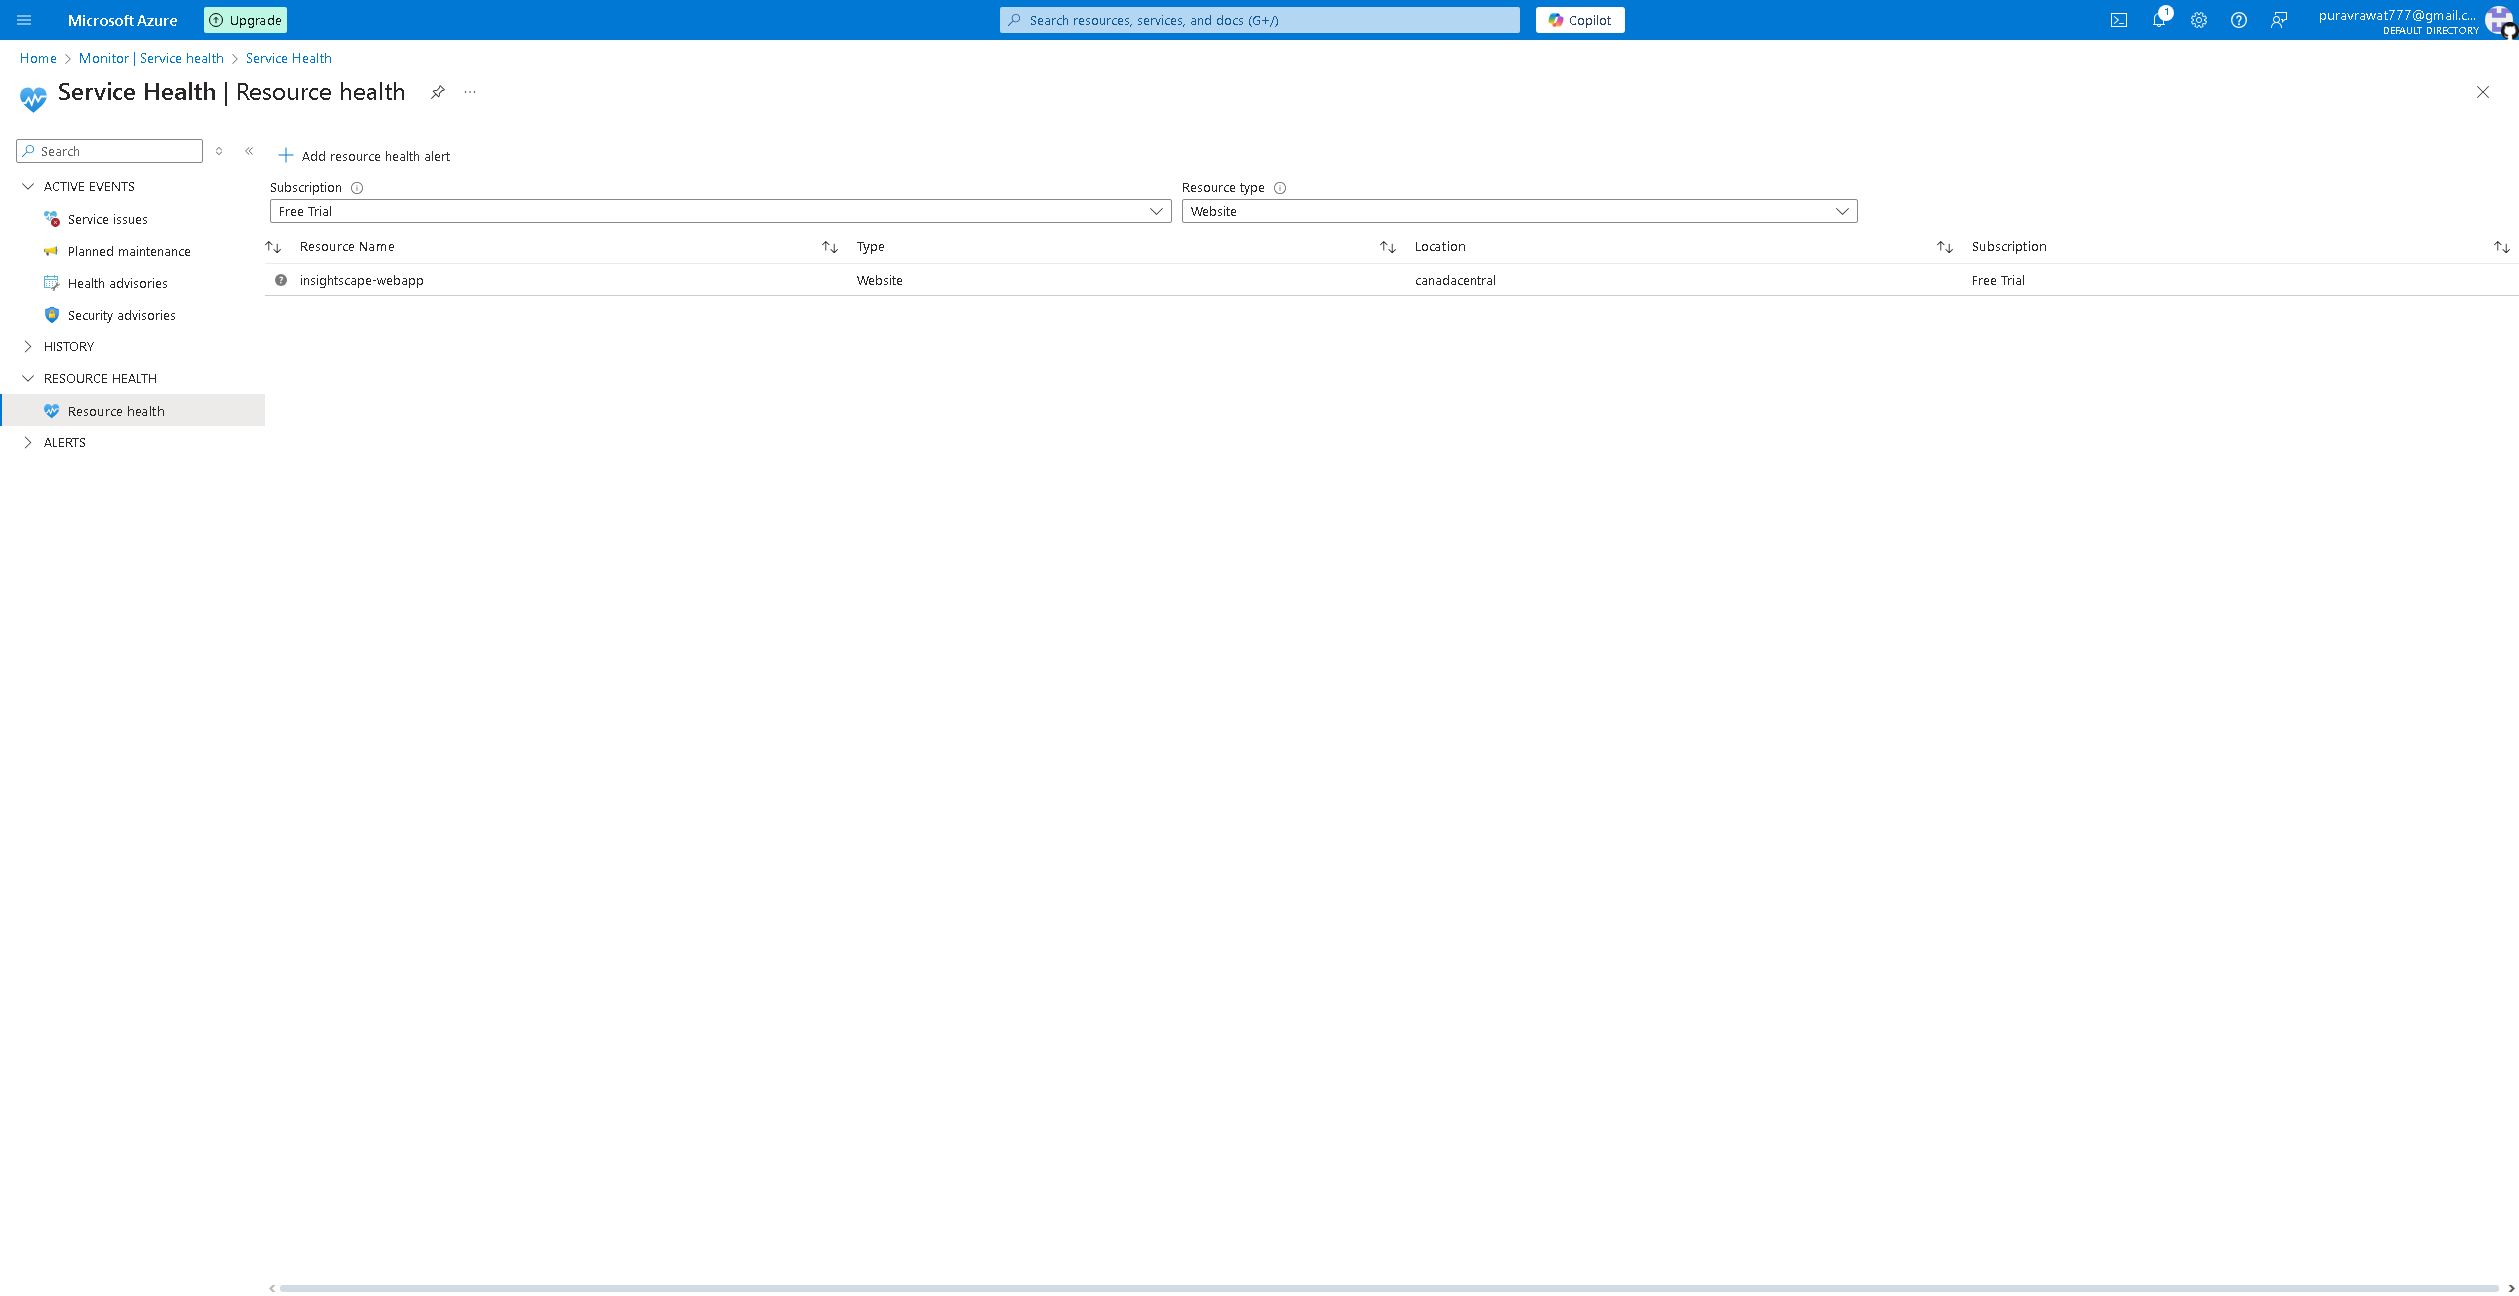 Microsoft Azure
Upgrade
Search resources, services, and docs (G+/)
Copilot
1
puravrawat777@gmail.c...
DEFAULT DIRECTORY
Home > Monitor | Service health > Service Health
Service Health | Resource health
Search
Add resource health alert
ACTIVE EVENTS
Service issues
Planned maintenance
Health advisories
Security advisories
HISTORY
RESOURCE HEALTH
Resource health
ALERTS
Subscription
Resource type
Free Trial
Website
Resource Name
Type
Location
Subscription
insightscape-webapp
Website
canadacentral
Free Trial